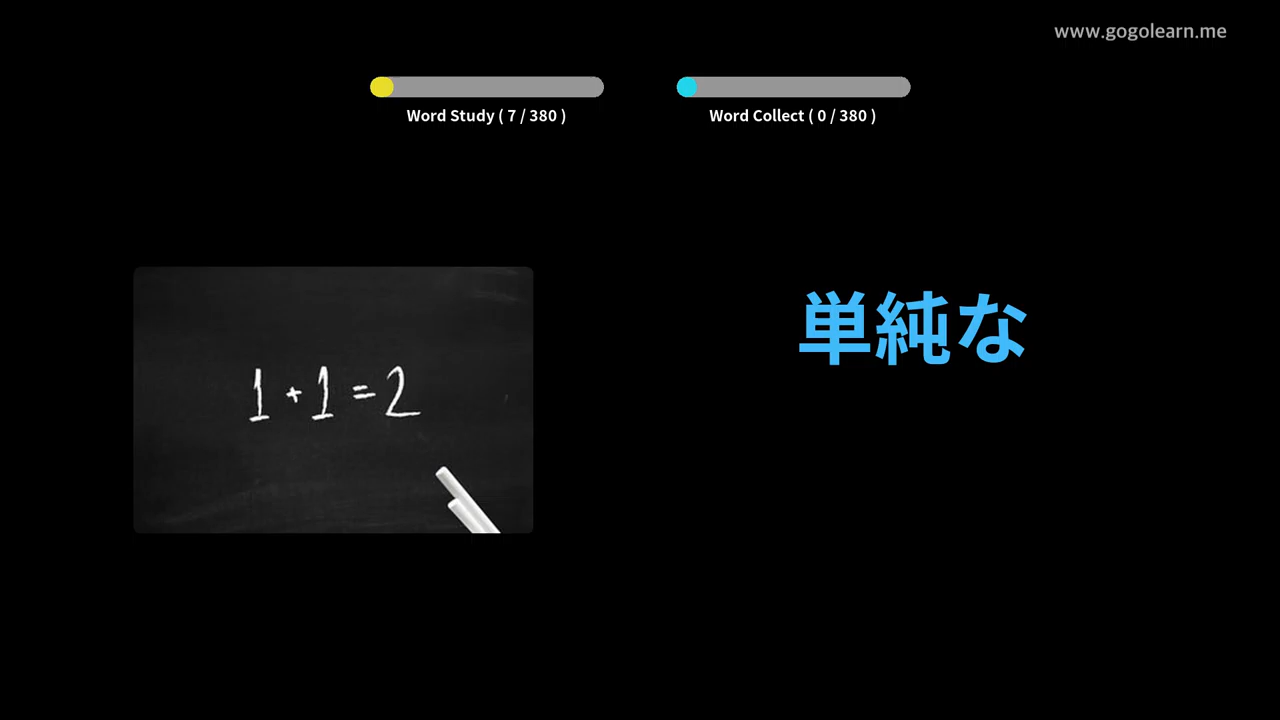 www.gogolearn.me
Word Study ( 7 / 380 )
Word Collect ( 0 / 380 )
単純な
1 + 1 = 2